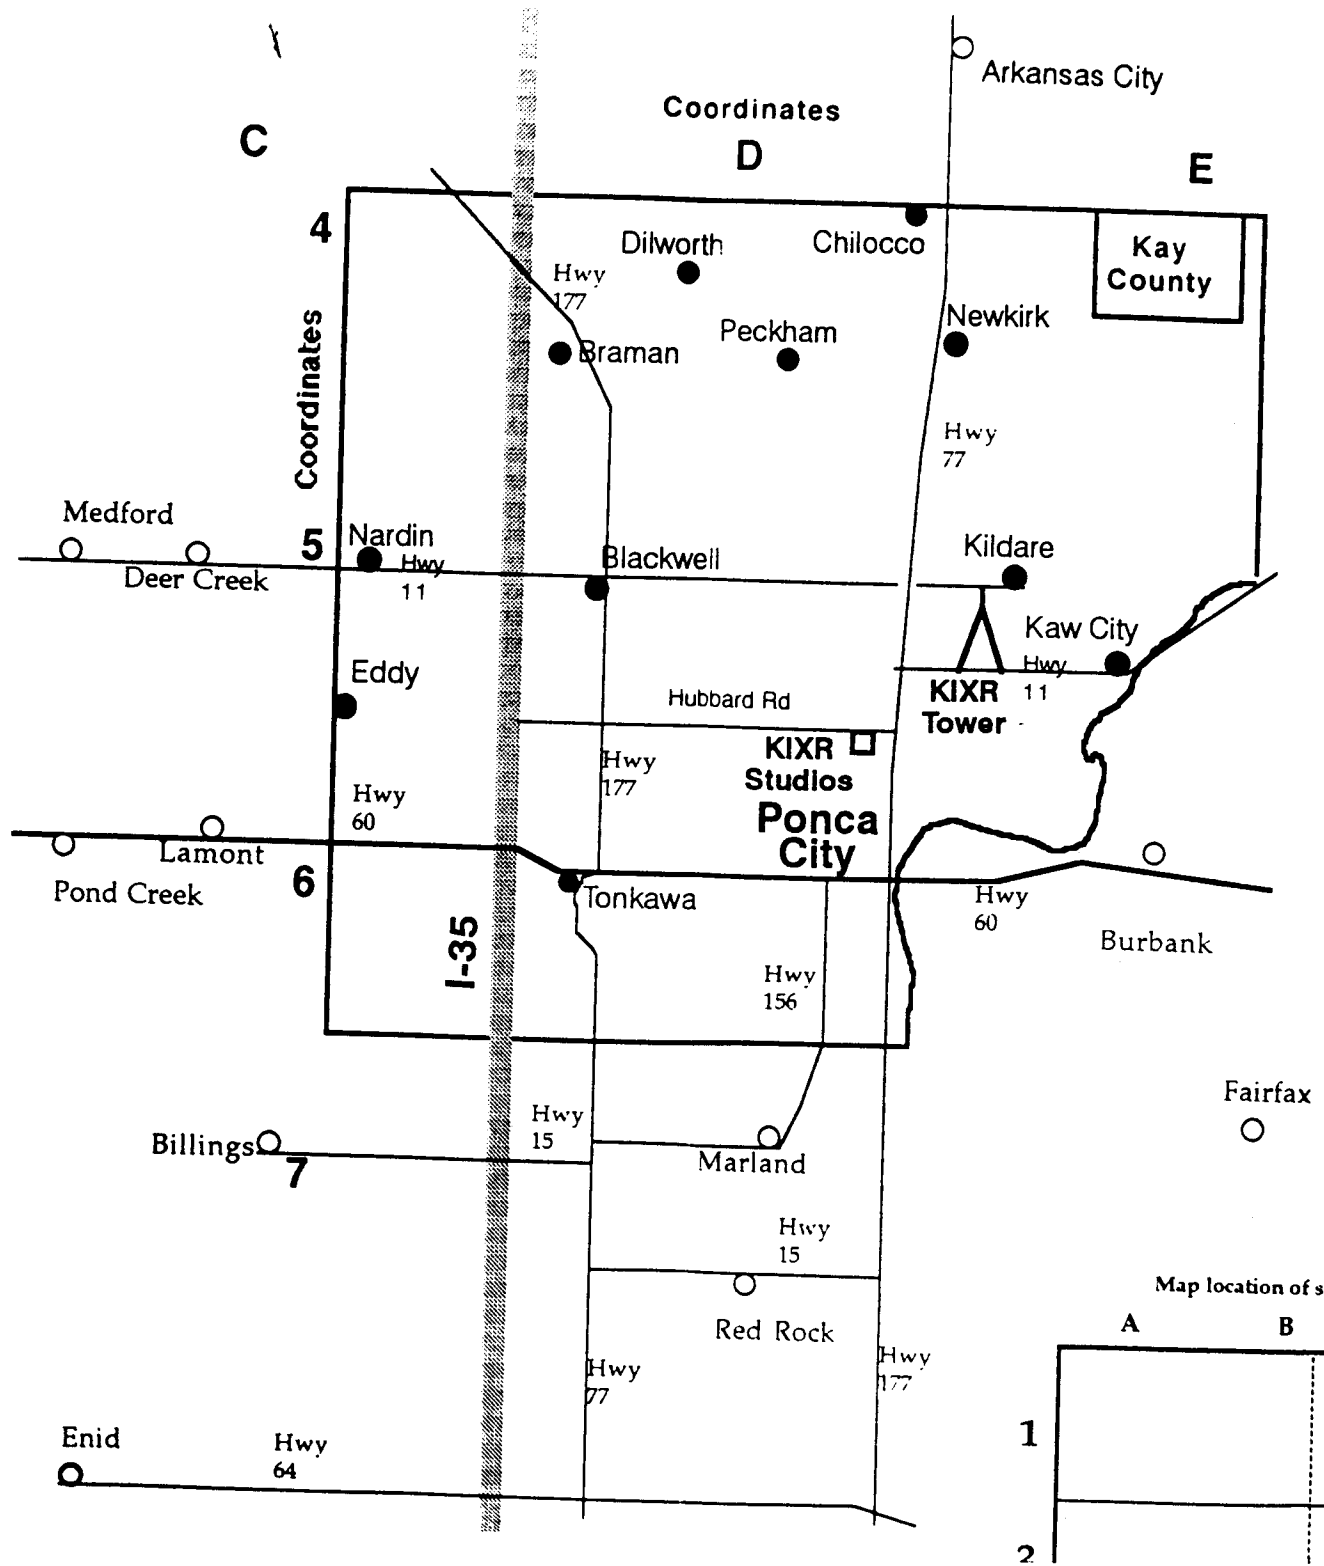 Arkansas City
Coordinates
C
D
E
4
Dilworth
Chilocco
Kay
County
Hwy
177
Newkirk
Peckham
Braman
Coordinates
Hwy
77
Medford
5
Nardin
Blackwell
Kildare
Hwy
11
Deer Creek
Kaw City
Hwy
11
Eddy
Hubbard Rd
KIXR
Tower
KIXR
Studios
Hwy
177
Hwy
60
Ponca
City
Lamont
6
Pond Creek
Tonkawa
Hwy
60
Burbank
I-35
Hwy
156
Fairfax
Hwy
15
Billings
7
Marland
Hwy
15
Map location of s
A
B
Red Rock
Hwy
77
Hwy
177
1
Enid
Hwy
64
2